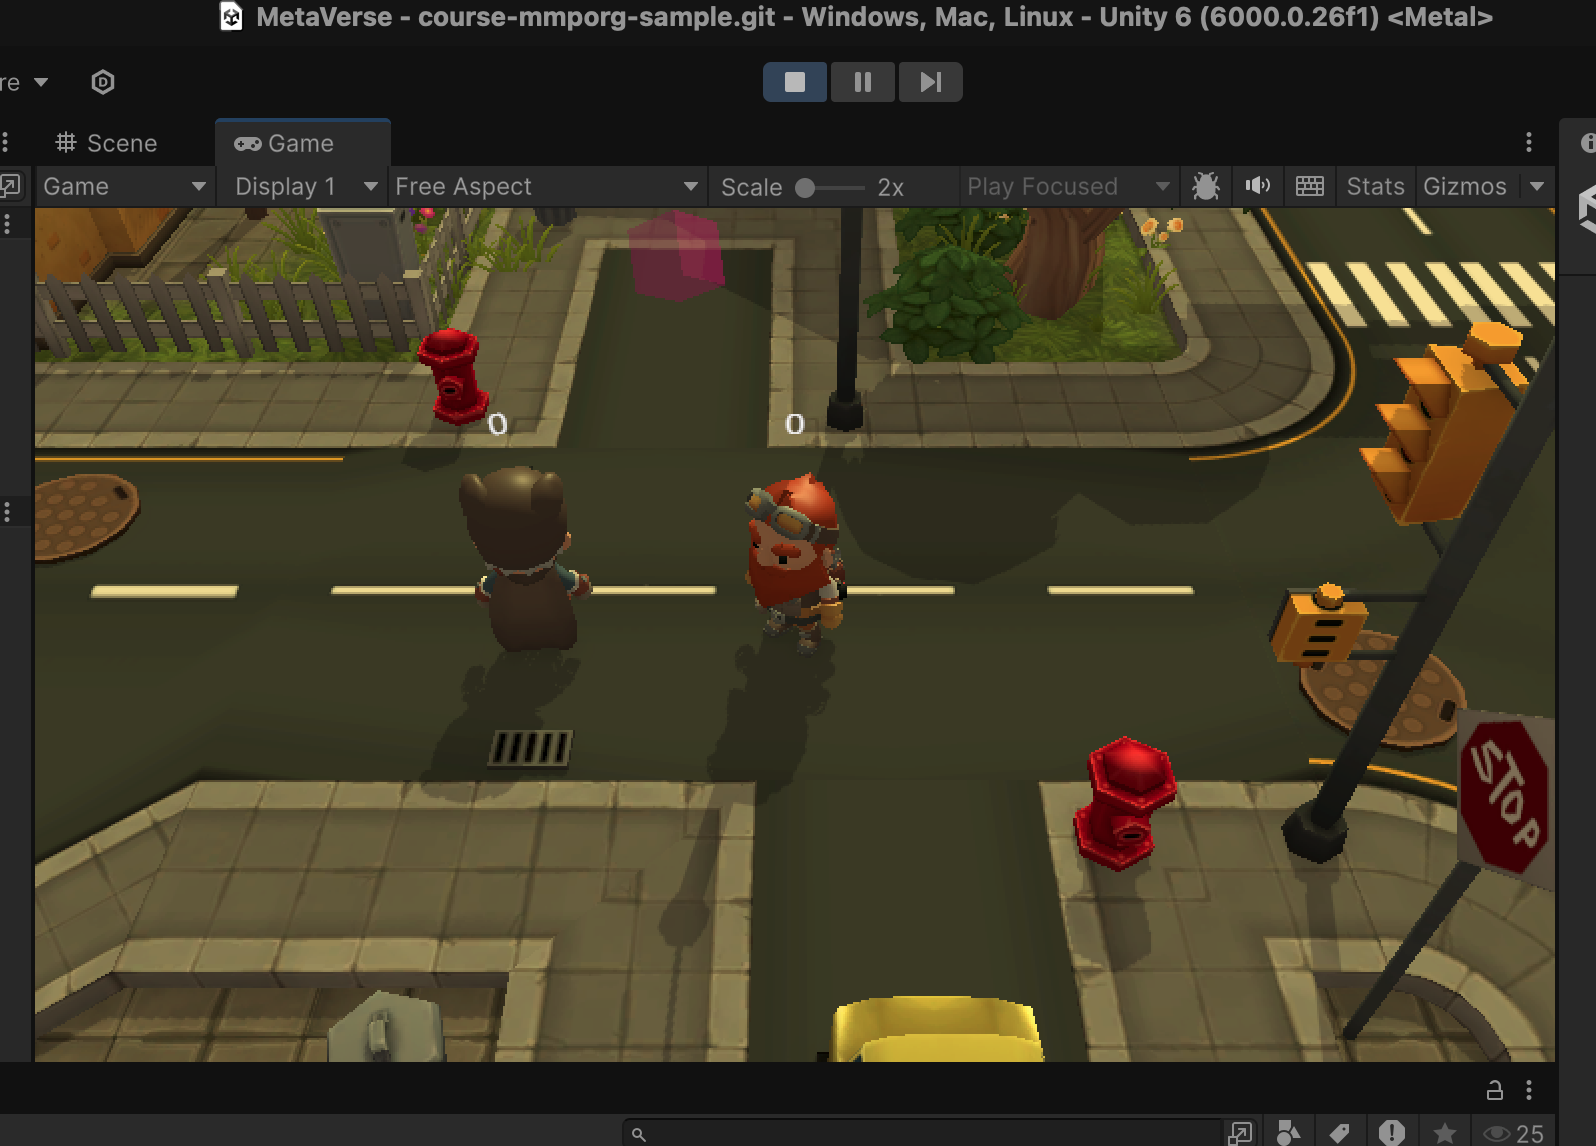 MetaVerse - course-mmporg-sample.git - Windows, Mac, Linux - Unity 6 (6000.0.26f1) <Metal>
re
Scene Game
Game Display 1 Free Aspect Scale 2x Play Focused Stats Gizmos
0 0
STOP
25